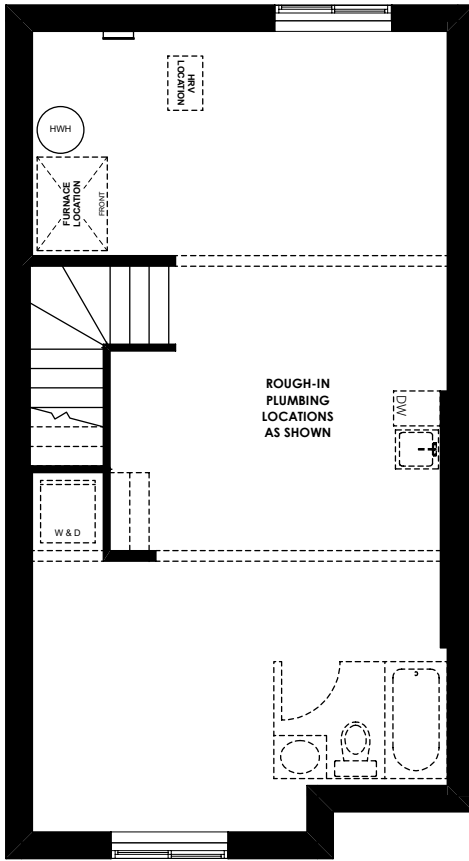 HRV
LOCATION
HWH
FURNACE
LOCATION
FRONT
ROUGH-IN
PLUMBING
LOCATIONS
AS SHOWN
DW
W & D